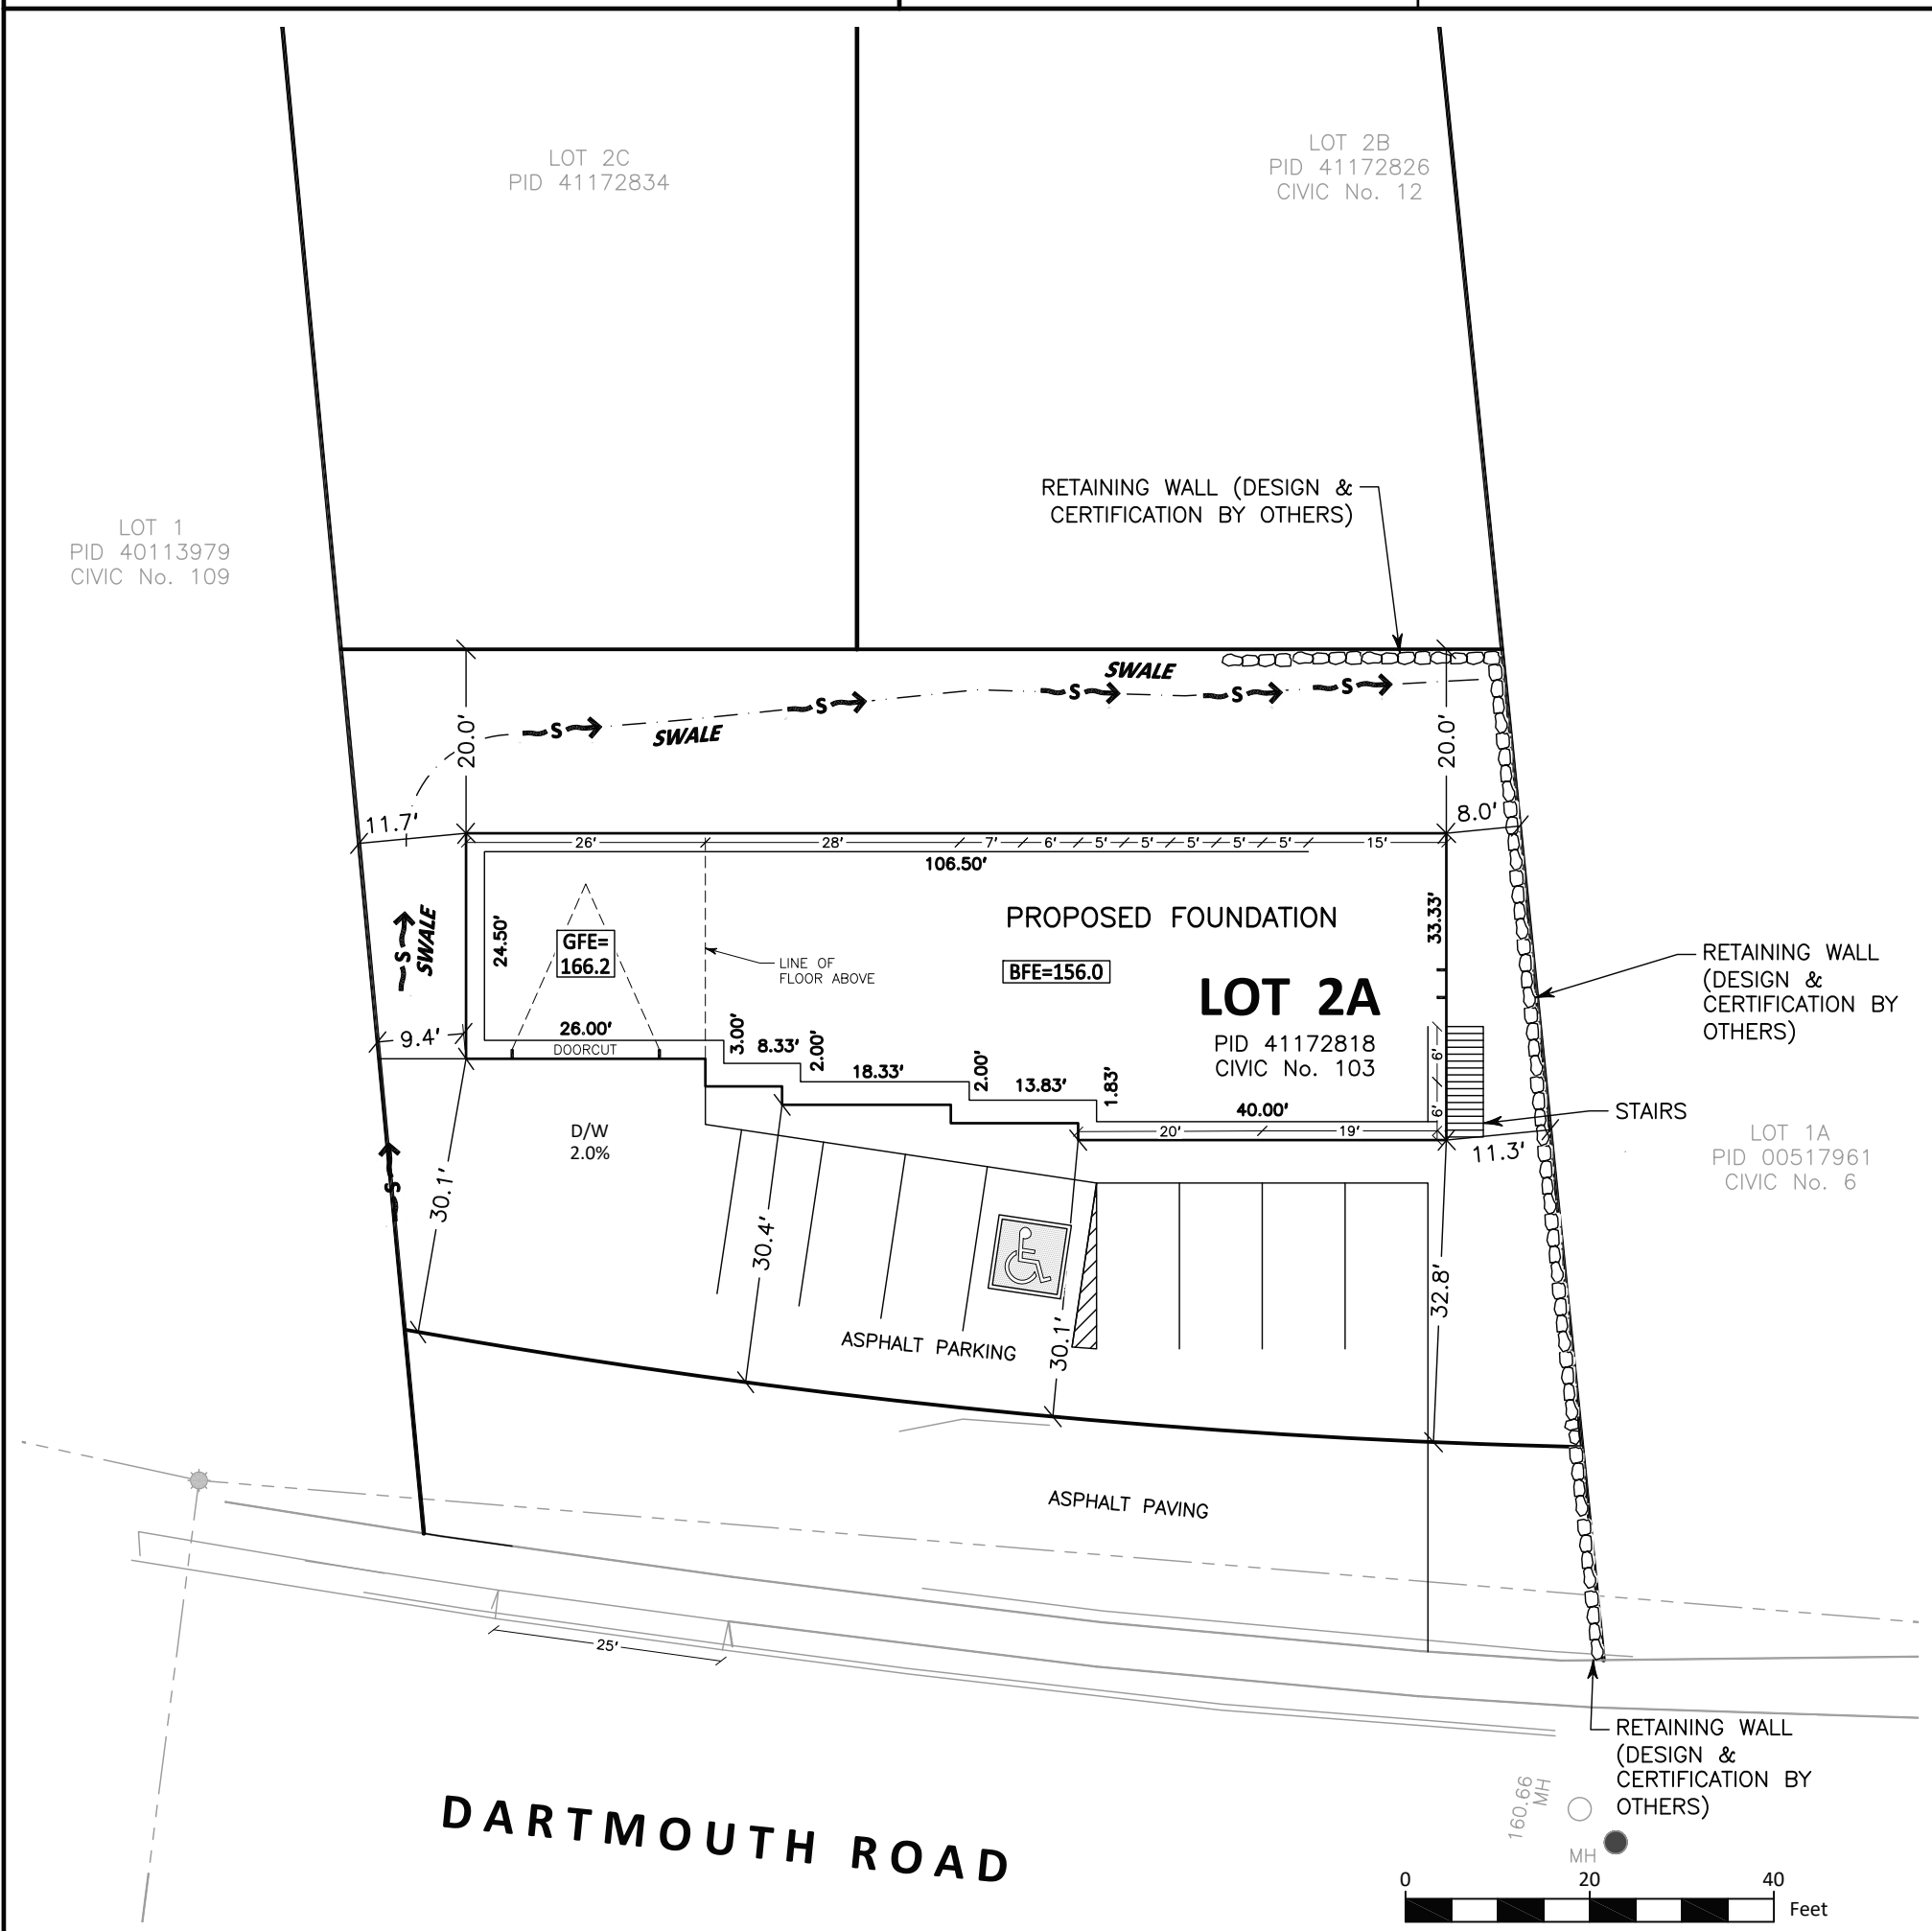 LOT 2C
PID 41172834
LOT 2B
PID 41172826
CIVIC No. 12
RETAINING WALL (DESIGN &
CERTIFICATION BY OTHERS)
LOT 1
PID 40113979
CIVIC No. 109
SWALE
S
S
S
S
S
SWALE
20.0'
20.0'
11.7'
8.0'
26'
28'
7'
6'
5'
5'
5'
5'
5'
15'
106.50'
PROPOSED FOUNDATION
33.33'
24.50'
GFE=
166.2
LINE OF
FLOOR ABOVE
BFE=156.0
LOT 2A
PID 41172818
CIVIC No. 103
S
SWALE
RETAINING WALL
(DESIGN &
CERTIFICATION BY
OTHERS)
9.4'
26.00'
DOORCUT
3.00'
8.33'
2.00'
18.33'
2.00'
13.83'
1.83'
40.00'
20'
19'
6'
6'
STAIRS
11.3'
LOT 1A
PID 00517961
CIVIC No. 6
D/W
2.0%
S
30.1'
30.4'
30.1'
32.8'
ASPHALT PARKING
ASPHALT PAVING
25'
RETAINING WALL
(DESIGN &
CERTIFICATION BY
OTHERS)
160.66
MH
MH
DARTMOUTH ROAD
0 20 40
Feet